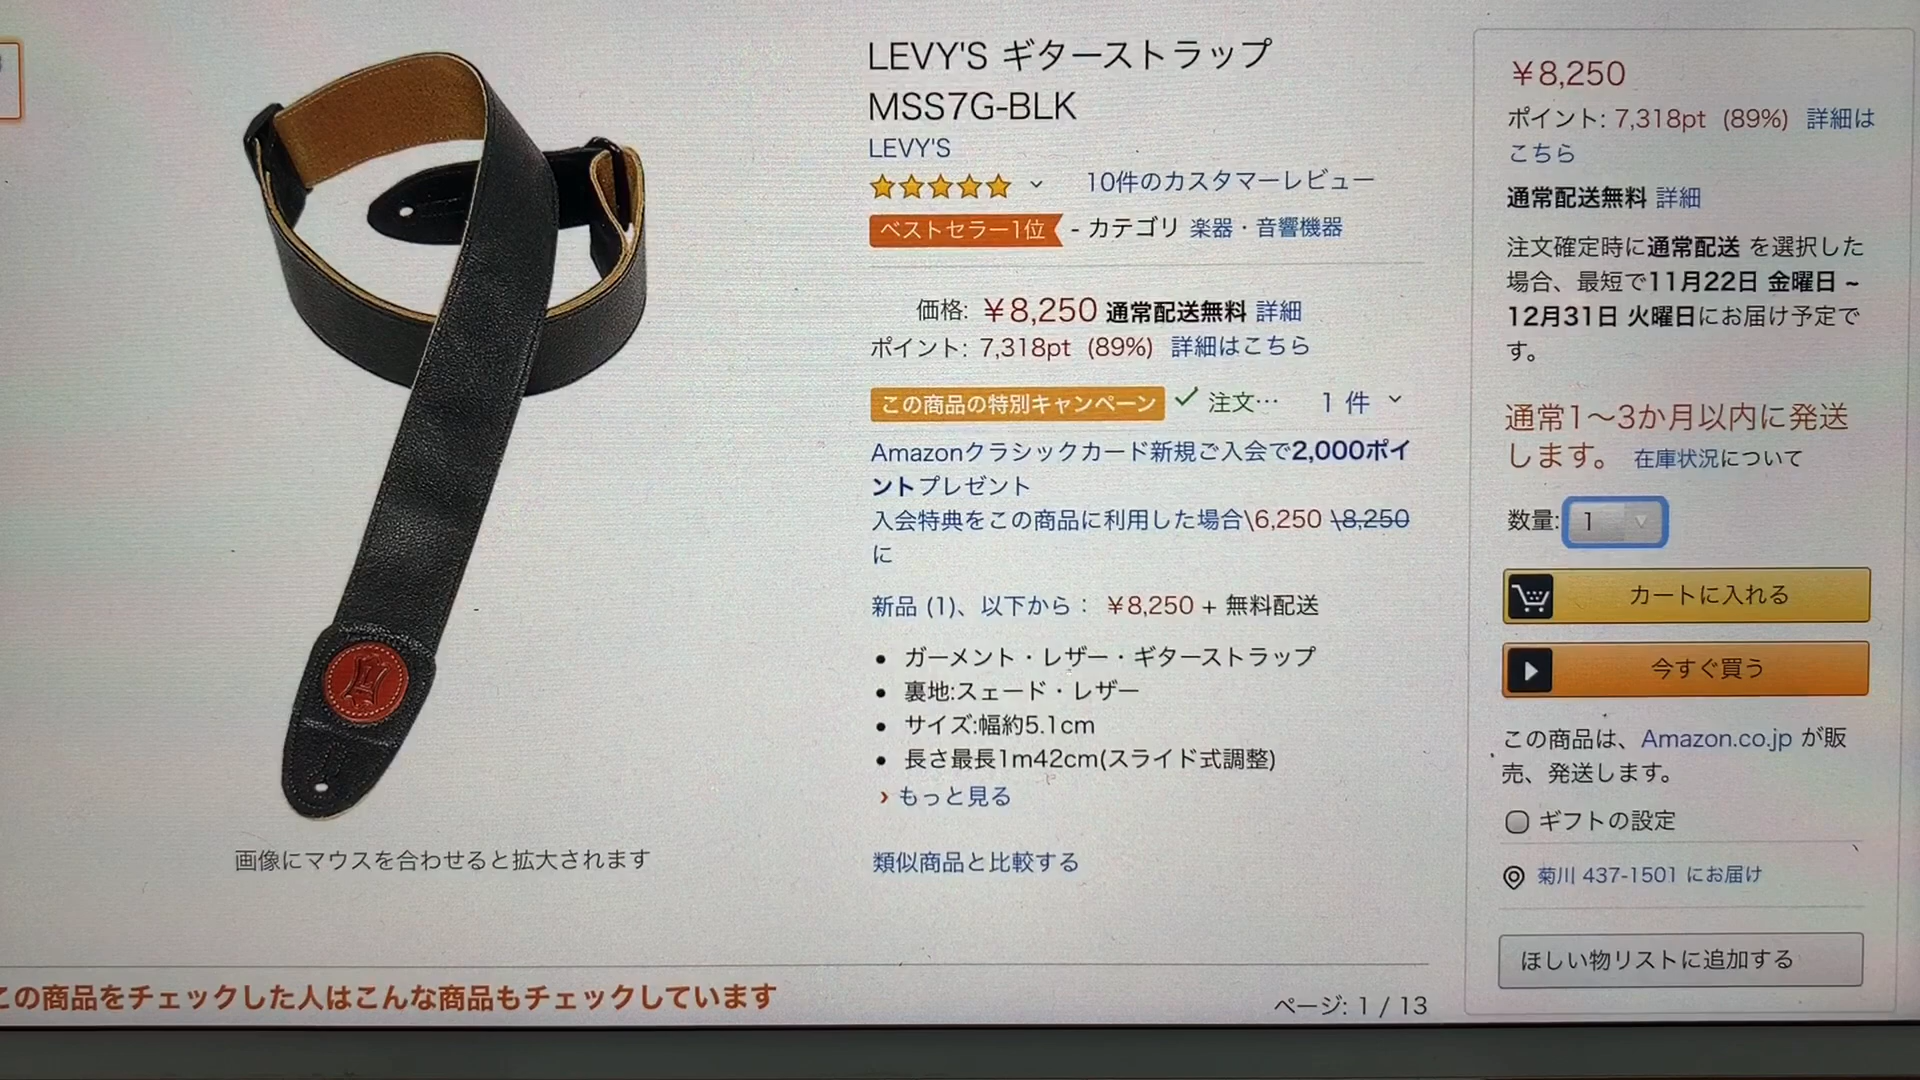 LEVY'S ギターストラップ
MSS7G-BLK
LEVY'S
10件のカスタマーレビュー
ベストセラー1位 - カテゴリ 楽器・音響機器
価格: ￥8,250 通常配送無料 詳細
ポイント: 7,318pt (89%) 詳細はこちら
この商品の特別キャンペーン 注文… 1 件
Amazonクラシックカード新規ご入会で2,000ポイ
ントプレゼント
入会特典をこの商品に利用した場合\6,250 \8,250
に
新品 (1)、以下から： ￥8,250 + 無料配送
ガーメント・レザー・ギターストラップ
裏地:スェード・レザー
サイズ:幅約5.1cm
長さ最長1m42cm(スライド式調整)
› もっと見る
類似商品と比較する
画像にマウスを合わせると拡大されます
￥8,250
ポイント: 7,318pt (89%) 詳細は
こちら
通常配送無料 詳細
注文確定時に通常配送 を選択した
場合、最短で11月22日 金曜日 ~
12月31日 火曜日にお届け予定で
す。
通常1～3か月以内に発送
します。 在庫状況について
数量: 1
カートに入れる
今すぐ買う
この商品は、Amazon.co.jp が販
売、発送します。
ギフトの設定
菊川 437-1501 にお届け
ほしい物リストに追加する
この商品をチェックした人はこんな商品もチェックしています
ページ: 1 / 13